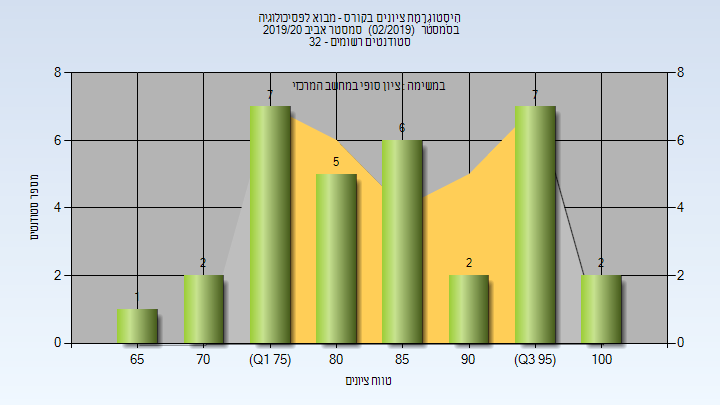 הִיסְטוֹגְרַמַת ציונים בקורס - מבוא לפסיכולוגיה
בסמסטר (02/2019) סמסטר אביב 2019/20
סטודנטים רשומים - 32
במשימה : ציון סופי במחשב המרכזי
8 8
7 7
6 6
6
5
4 4
2 2 2
2 2
1
0 0
65 70 (Q1 75) 80 85 90 (Q3 95) 100
מספר סטודנטים
טווח ציונים